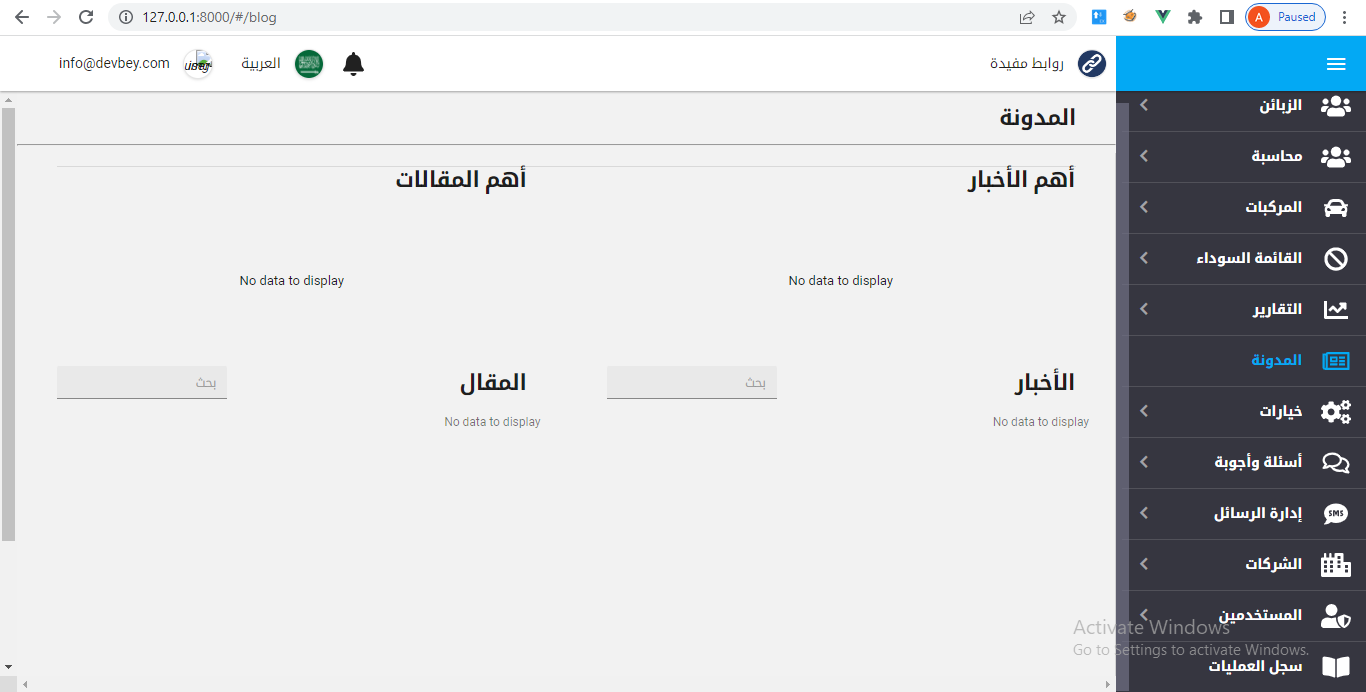 127.0.0.1:8000/#/blog
A Paused
روابط مفيدة
العربية
info@devbey.com
المدونة
أهم الأخبار
أهم المقالات
No data to display
No data to display
الأخبار
بحث
المقال
بحث
No data to display
No data to display
الزبائن
محاسبة
المركبات
القائمة السوداء
التقارير
المدونة
خيارات
أسئلة وأجوبة
SMS
إدارة الرسائل
الشركات
المستخدمين
سجل العمليات
Activate Windows
Go to Settings to activate Windows.